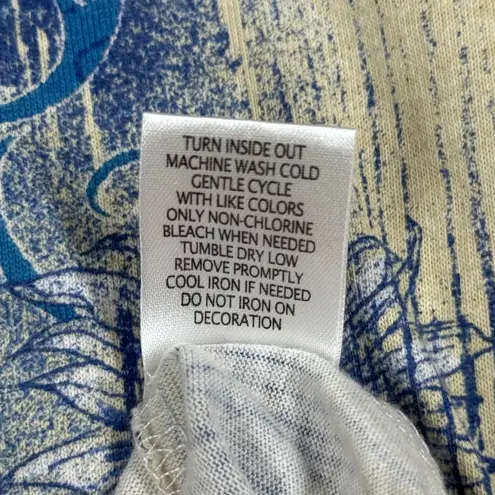 TURN INSIDE OUT
MACHINE WASH COLD
GENTLE CYCLE
WITH LIKE COLORS
ONLY NON-CHLORINE
BLEACH WHEN NEEDED
TUMBLE DRY LOW
REMOVE PROMPTLY
COOL IRON IF NEEDED
DO NOT IRON ON
DECORATION